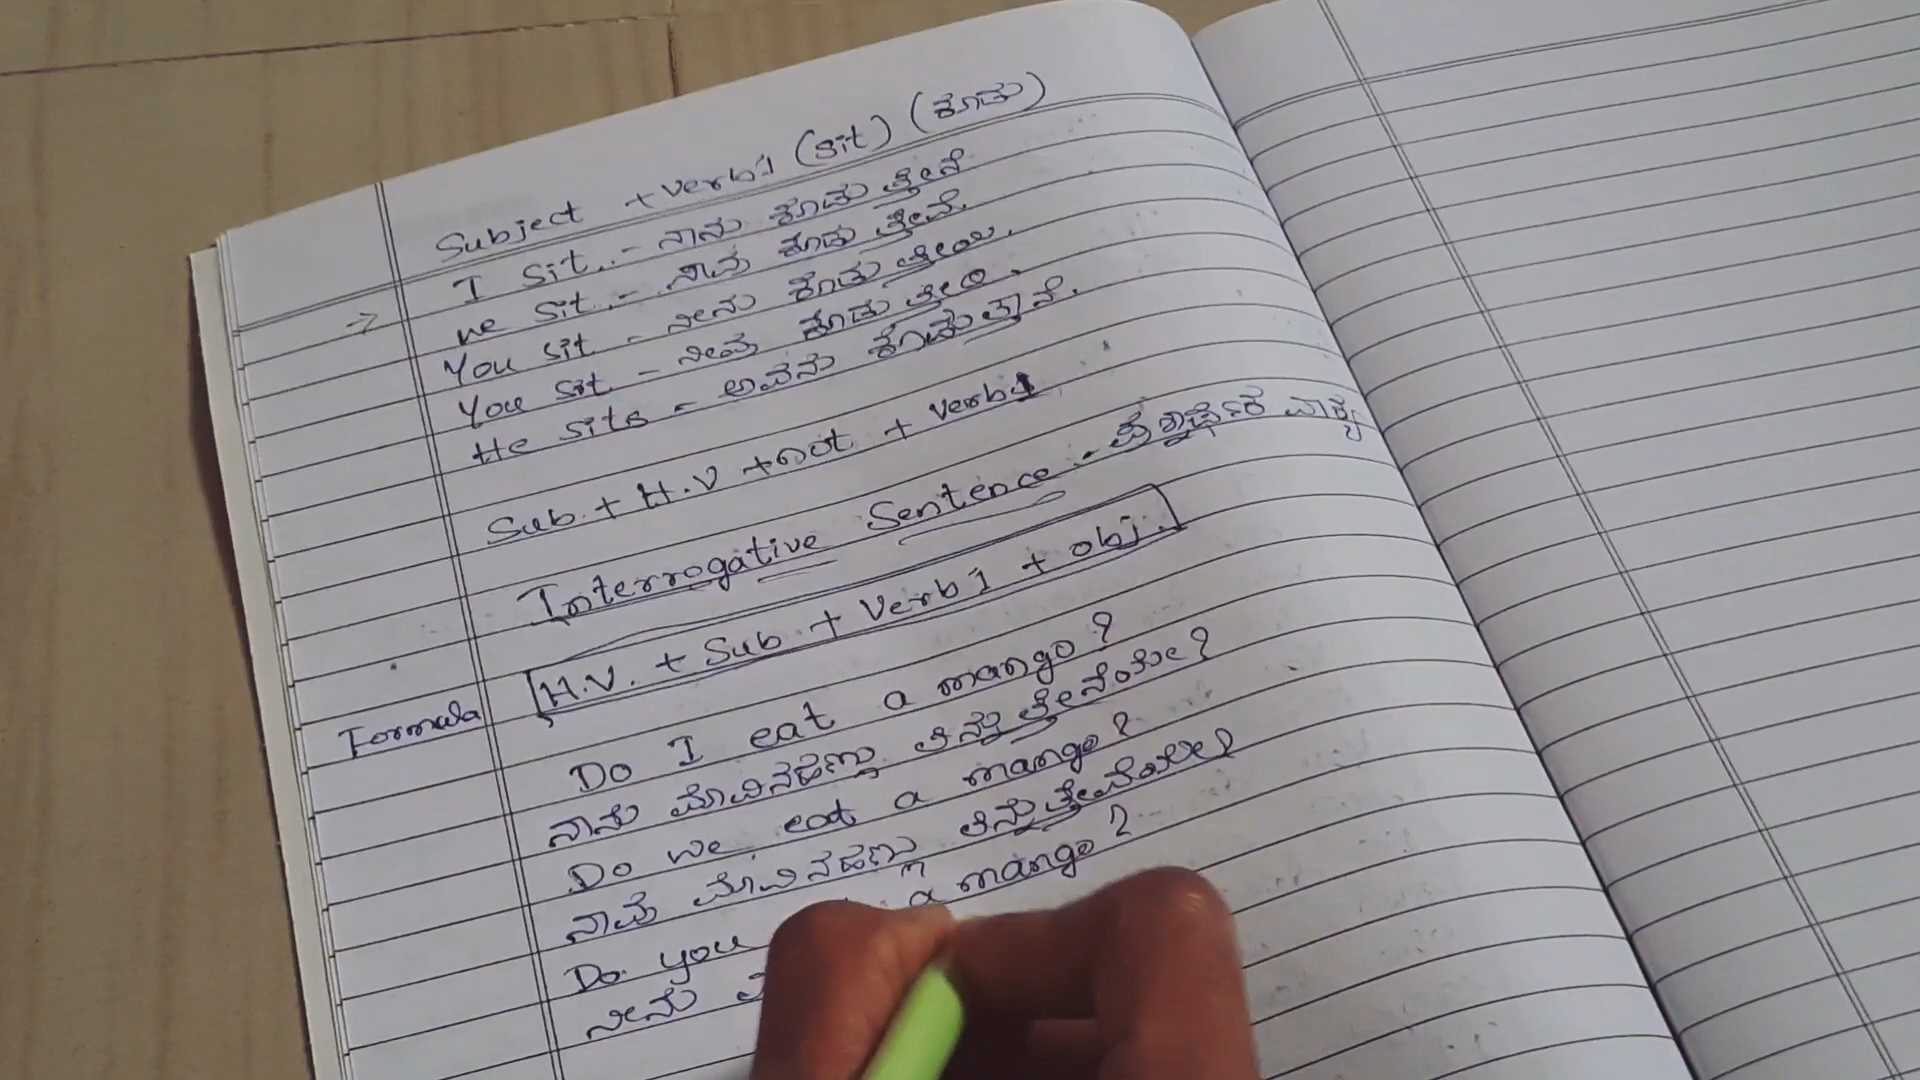 Subject + Verb1 (sit) (ಕೂಡು)
I sit. - ನಾನು ಕೂಡುತ್ತೇನೆ
→ we sit. - ನಾವು ಕೂಡುತ್ತೇವೆ.
You sit - ನೀನು ಕೂಡುತ್ತೀಯ.
You sit - ನೀವು ಕೂಡುತ್ತೀರಿ.
He sits - ಅವನು ಕೂಡುತ್ತಾನೆ.
Sub + H.V + not + Verb1
Interrogative Sentence - ಪ್ರಶ್ನಾರ್ಥಕ ವಾಕ್ಯ
Formula H.V. + Sub + Verb1 + obj.
Do I eat a mango?
ನಾನು ಮಾವಿನಹಣ್ಣು ತಿನ್ನುತ್ತೇನೆಯೇ?
Do we eat a mango?
ನಾವು ಮಾವಿನಹಣ್ಣು ತಿನ್ನುತ್ತೇವೆಯೇ?
Do you a mango?
ನೀನು